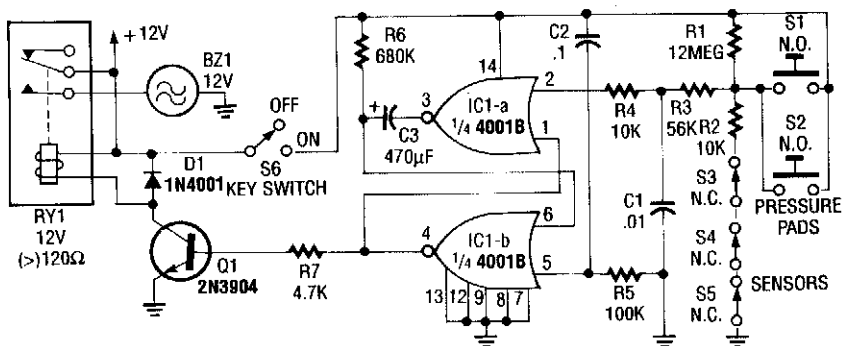 + 12V
BZ1
12V
R6
680K
C2
.1
R1
12MEG
S1
N.O.
14
OFF
ON
S6
KEY SWITCH
3
+
C3
470µF
IC1-a
1/4 4001B
2
1
R4
10K
R3
56K
R2
10K
S2
N.O.
PRESSURE
PADS
D1
1N4001
RY1
12V
(>)120Ω
Q1
2N3904
R7
4.7K
4
IC1-b
1/4 4001B
6
5
13
12
9
8
7
C1
.01
R5
100K
S3
N.C.
S4
N.C.
S5
N.C.
SENSORS